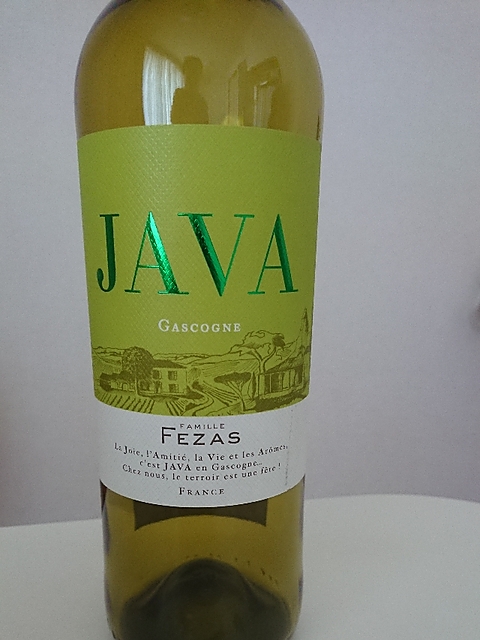 JAVA
GASCOGNE
FAMILLE
FEZAS
La Joie, l'Amitié, la Vie et les Arômes,
c'est JAVA en Gascogne...
Chez nous, le terroir est une fête !
FRANCE